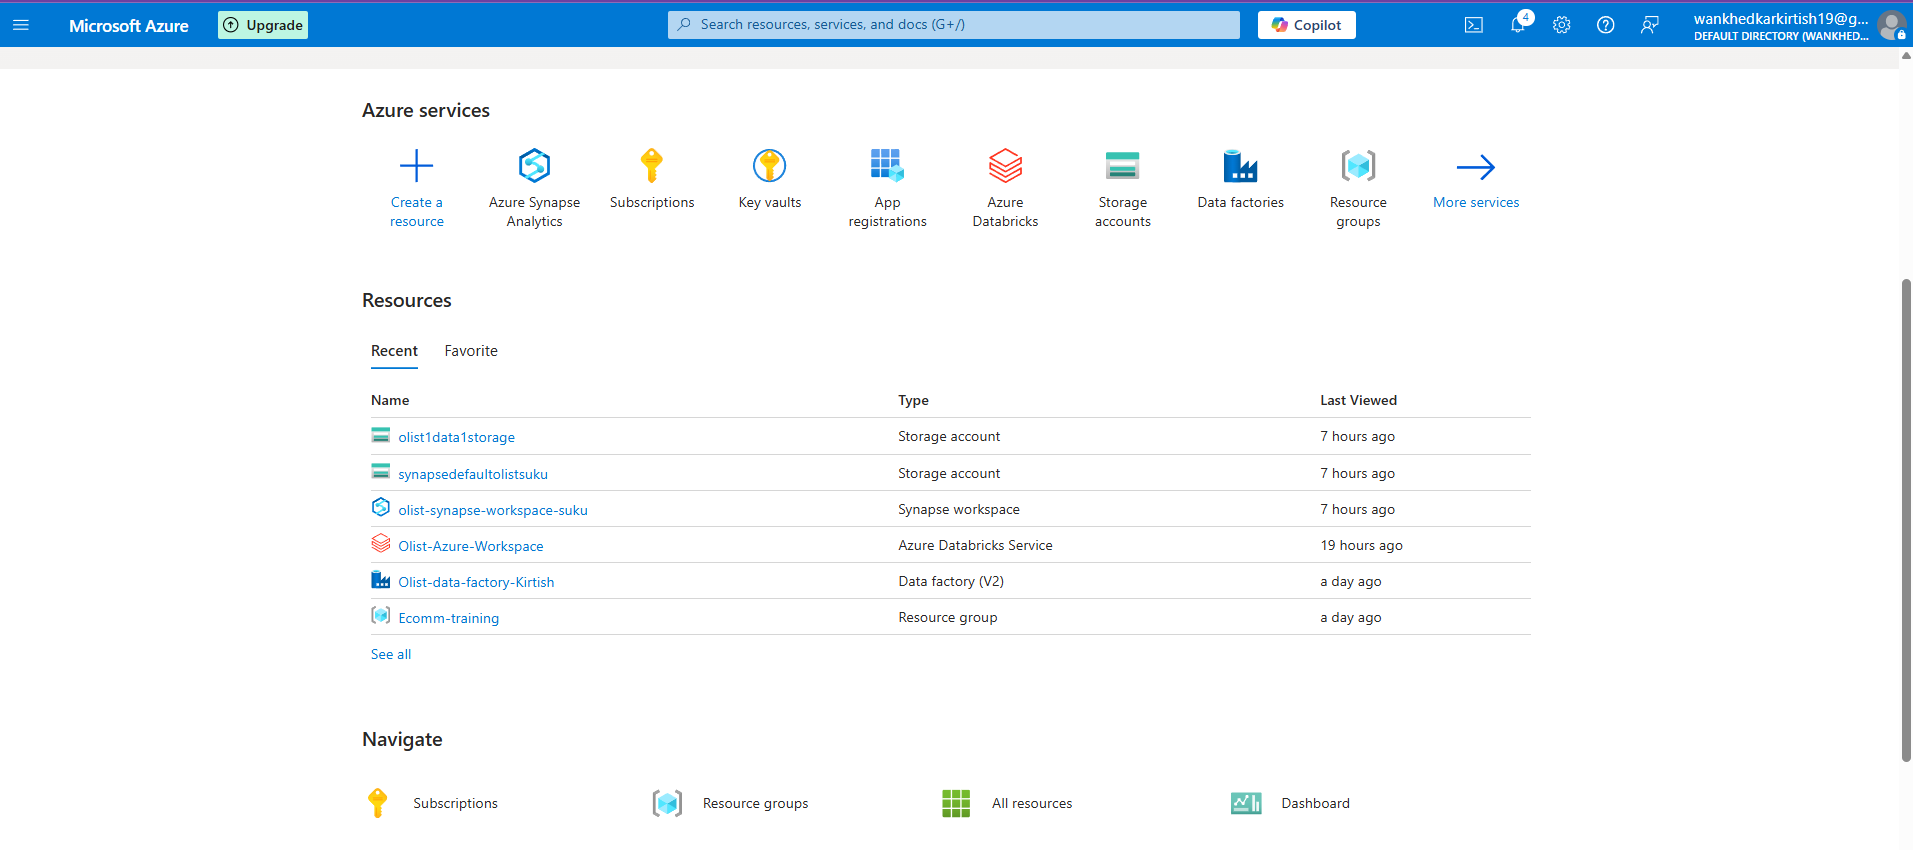 Microsoft Azure
Upgrade
Search resources, services, and docs (G+/)
Copilot
4
wankhedkarkirtish19@g...
DEFAULT DIRECTORY (WANKHED...
Azure services
Create a resource
Azure Synapse Analytics
Subscriptions
Key vaults
App registrations
Azure Databricks
Storage accounts
Data factories
Resource groups
More services
Resources
Recent Favorite
Name Type Last Viewed
olist1data1storage Storage account 7 hours ago
synapsedefaultolistsuku Storage account 7 hours ago
olist-synapse-workspace-suku Synapse workspace 7 hours ago
Olist-Azure-Workspace Azure Databricks Service 19 hours ago
Olist-data-factory-Kirtish Data factory (V2) a day ago
Ecomm-training Resource group a day ago
See all
Navigate
Subscriptions Resource groups All resources Dashboard